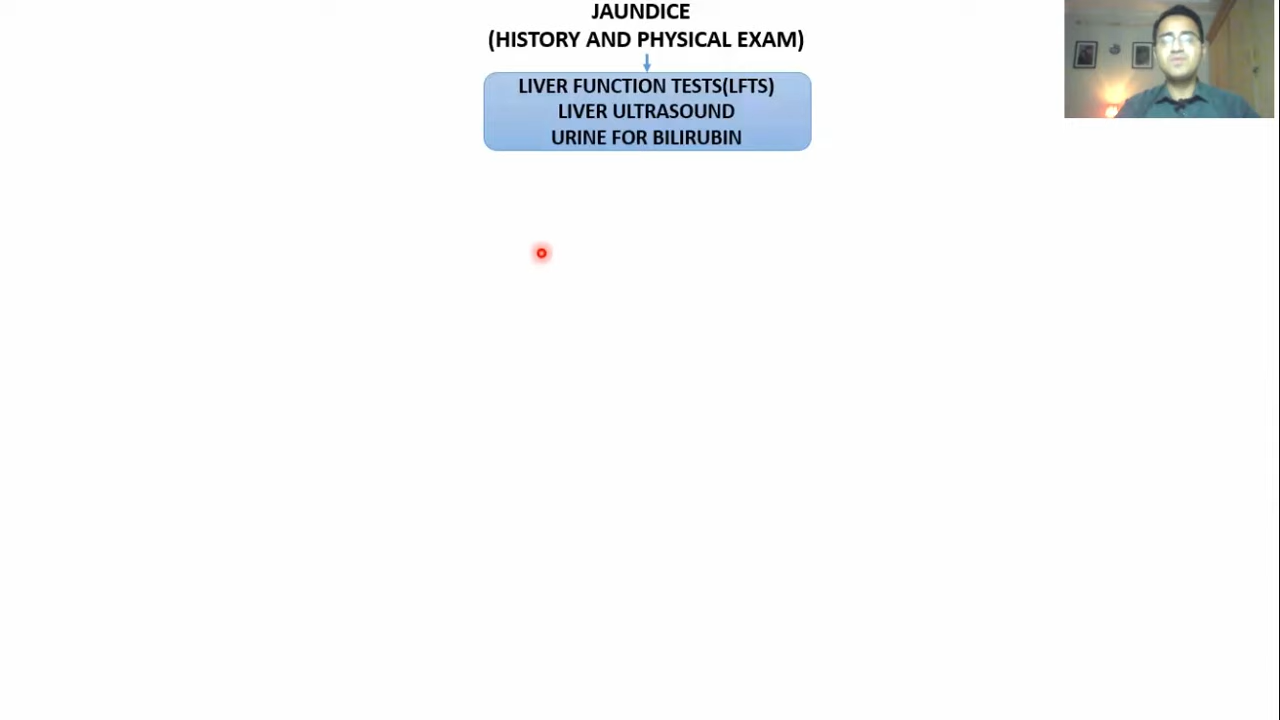 JAUNDICE
(HISTORY AND PHYSICAL EXAM)
LIVER FUNCTION TESTS(LFTS)
LIVER ULTRASOUND
URINE FOR BILIRUBIN